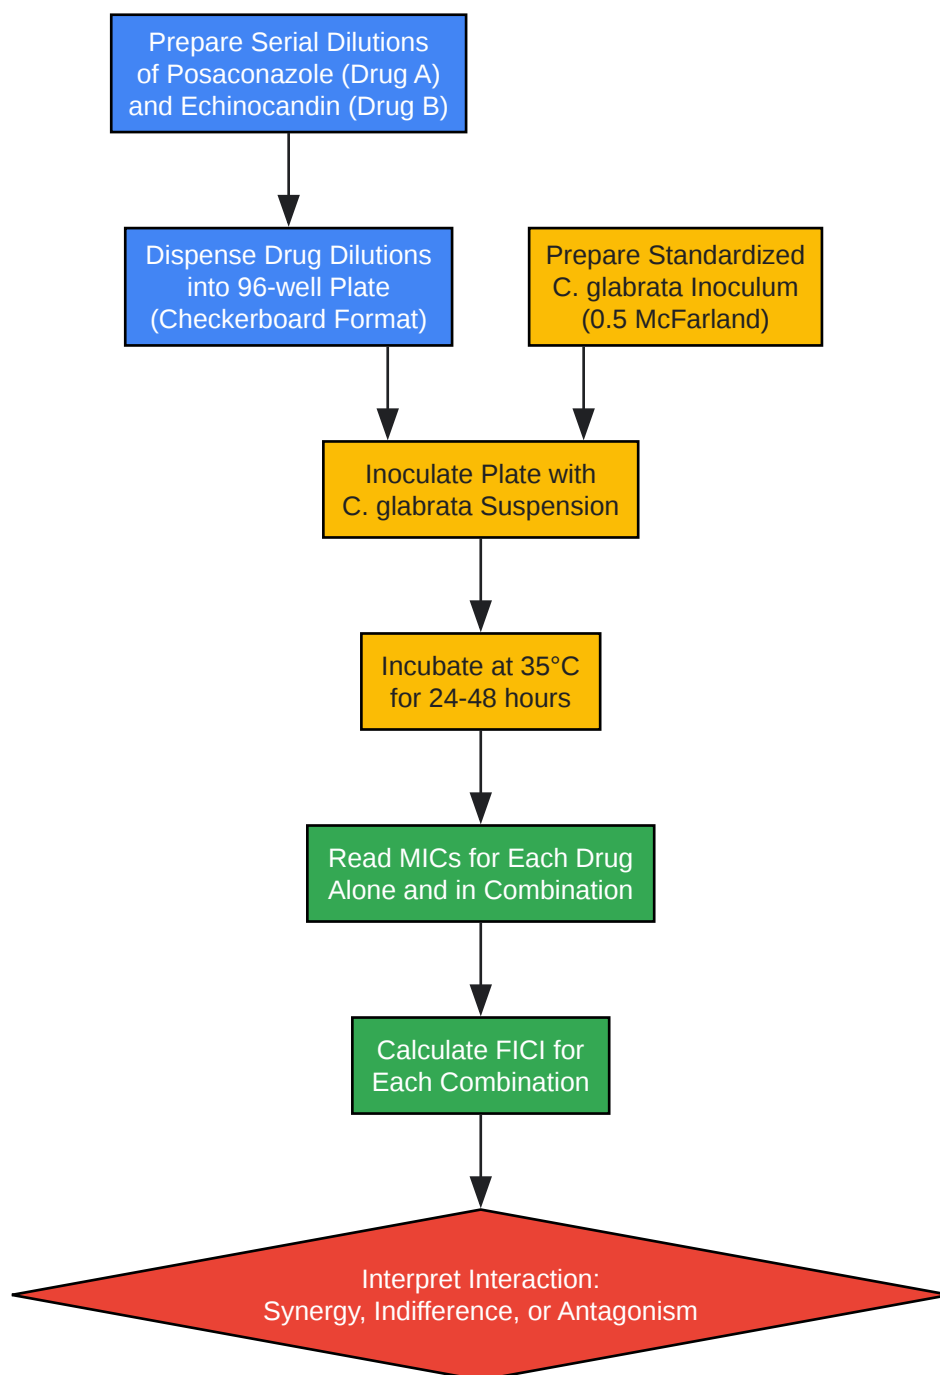 Prepare Serial Dilutions
of Posaconazole (Drug A)
and Echinocandin (Drug B)
Dispense Drug Dilutions
into 96-well Plate
(Checkerboard Format)
Prepare Standardized
C. glabrata Inoculum
(0.5 McFarland)
Inoculate Plate with
C. glabrata Suspension
Incubate at 35°C
for 24-48 hours
Read MICs for Each Drug
Alone and in Combination
Calculate FICI for
Each Combination
Interpret Interaction:
Synergy, Indifference, or Antagonism